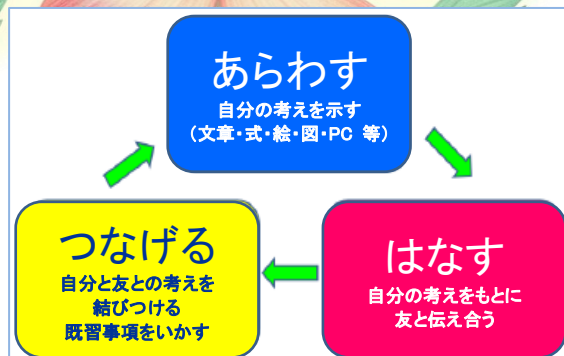 あらわす
自分の考えを示す
（文章・式・絵・図・PC 等）
つなげる
自分と友との考えを
結びつける
既習事項をいかす
はなす
自分の考えをもとに
友と伝え合う